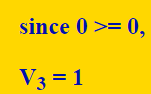 since 0 >= 0,
V₃ = 1